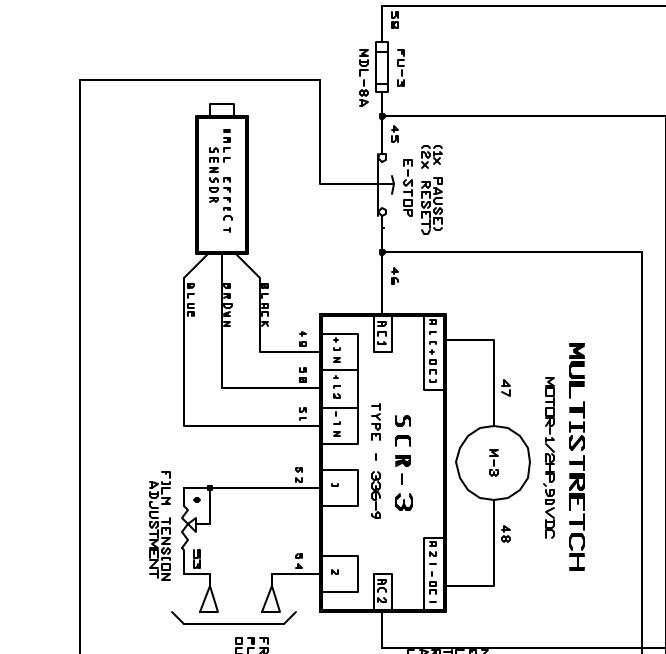 50
FU-3
MDL-8A
45
(1x PAUSE)
(2x RESET)
E-STOP
46
HALL EFFECT
SENSOR
BLUE
BROWN
BLACK
49
50
51
+IN
+12
-IN
AC1
A1(+DC)
SCR-3
TYPE - 336-9
1
2
AC2
A2(-DC)
47
M-3
48
MULTISTRETCH
MOTOR-1/2HP,90VDC
52
53
54
FILM TENSION
ADJUSTMENT